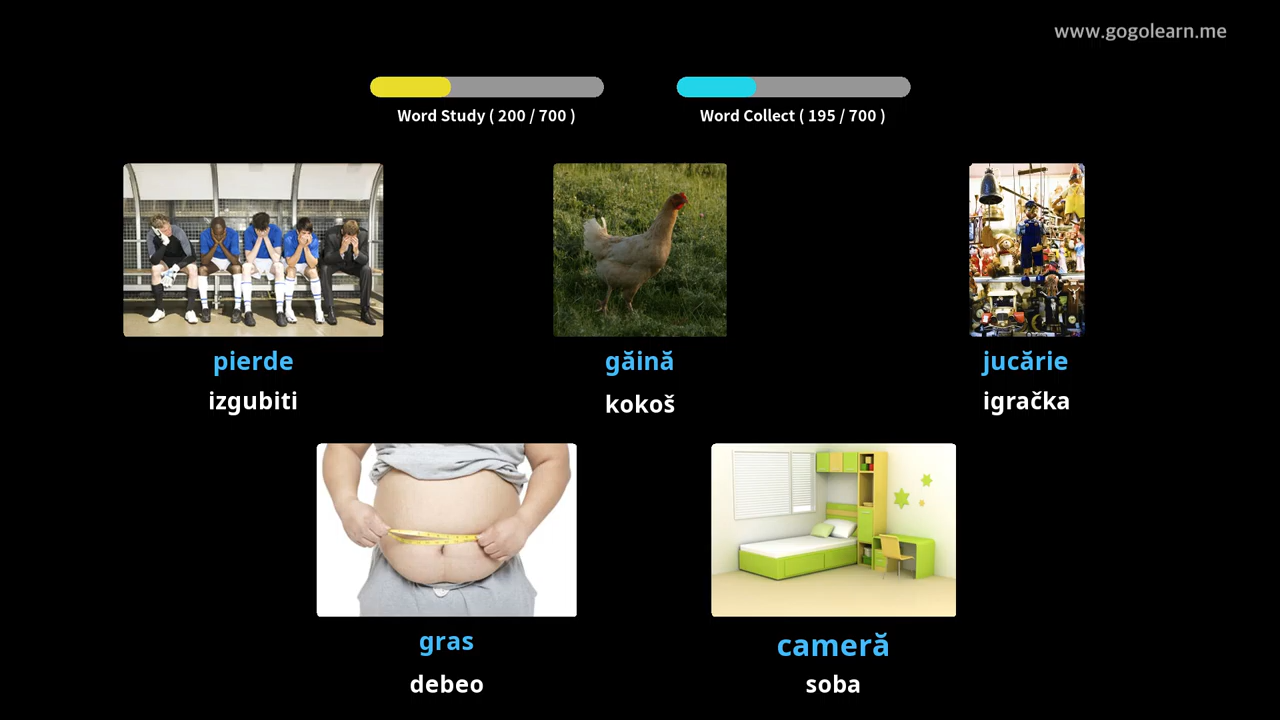 www.gogolearn.me
Word Study ( 200 / 700 )
Word Collect ( 195 / 700 )
pierde
izgubiti
găină
kokoš
jucărie
igračka
gras
debeo
cameră
soba